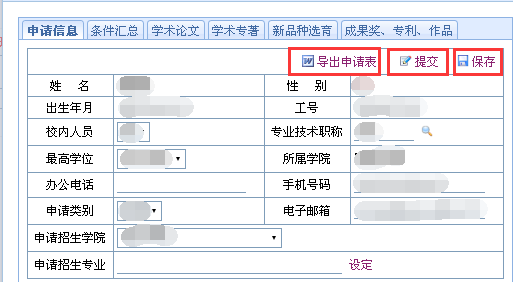 申请信息 条件汇总 学术论文 学术专著 新品种选育 成果奖、专利、作品
导出申请表 提交 保存
姓 名 性 别
出生年月 工号
校内人员 专业技术职称
最高学位 所属学院
办公电话 手机号码
申请类别 电子邮箱
申请招生学院
申请招生专业 设定